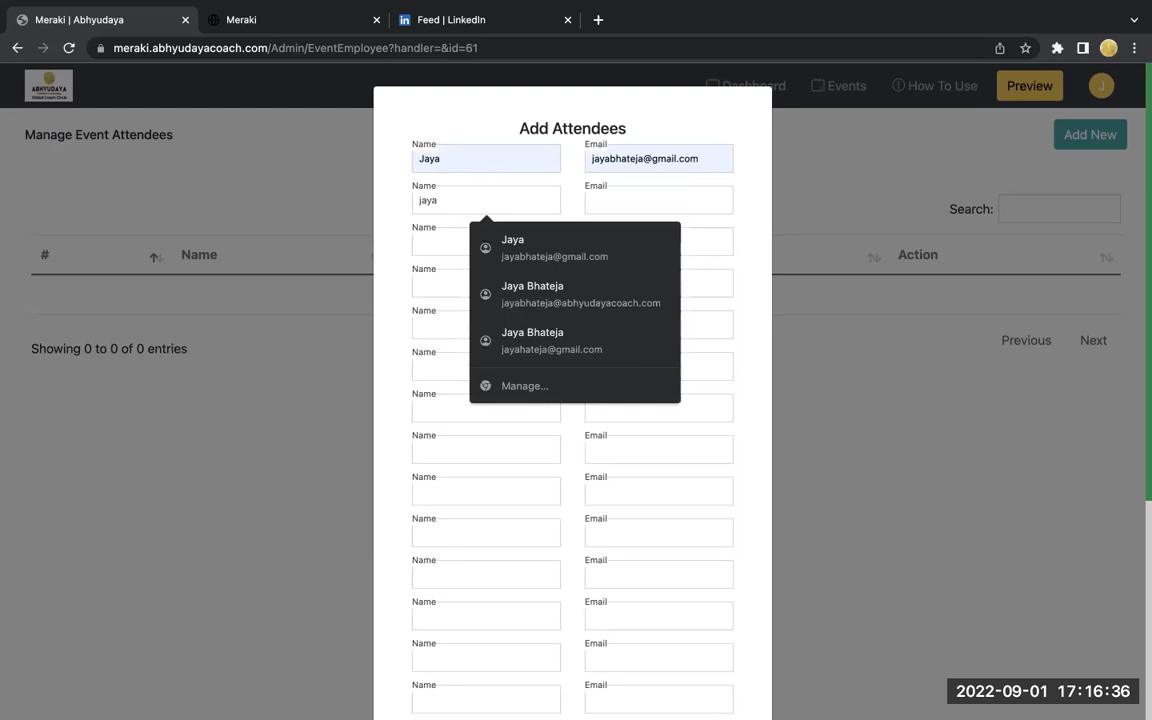 Meraki | Abhyudaya
Meraki
Feed | LinkedIn
meraki.abhyudayacoach.com/Admin/EventEmployee?handler=&id=61
ABHYUDAYA
Global Coach Circle
Dashboard
Events
How To Use
Preview
J
Manage Event Attendees
Add New
Search:
#
Name
Action
Showing 0 to 0 of 0 entries
Previous
Next
Add Attendees
Name
Email
Jaya
jayabhateja@gmail.com
Name
Email
jaya
Name
Jaya
jayabhateja@gmail.com
Name
Jaya Bhateja
jayabhateja@abhyudayacoach.com
Name
Jaya Bhateja
jayahateja@gmail.com
Name
Manage...
Name
Email
Name
Email
Name
Email
Name
Email
Name
Email
Name
Email
Name
Email
Name
Email
2022-09-01 17:16:36